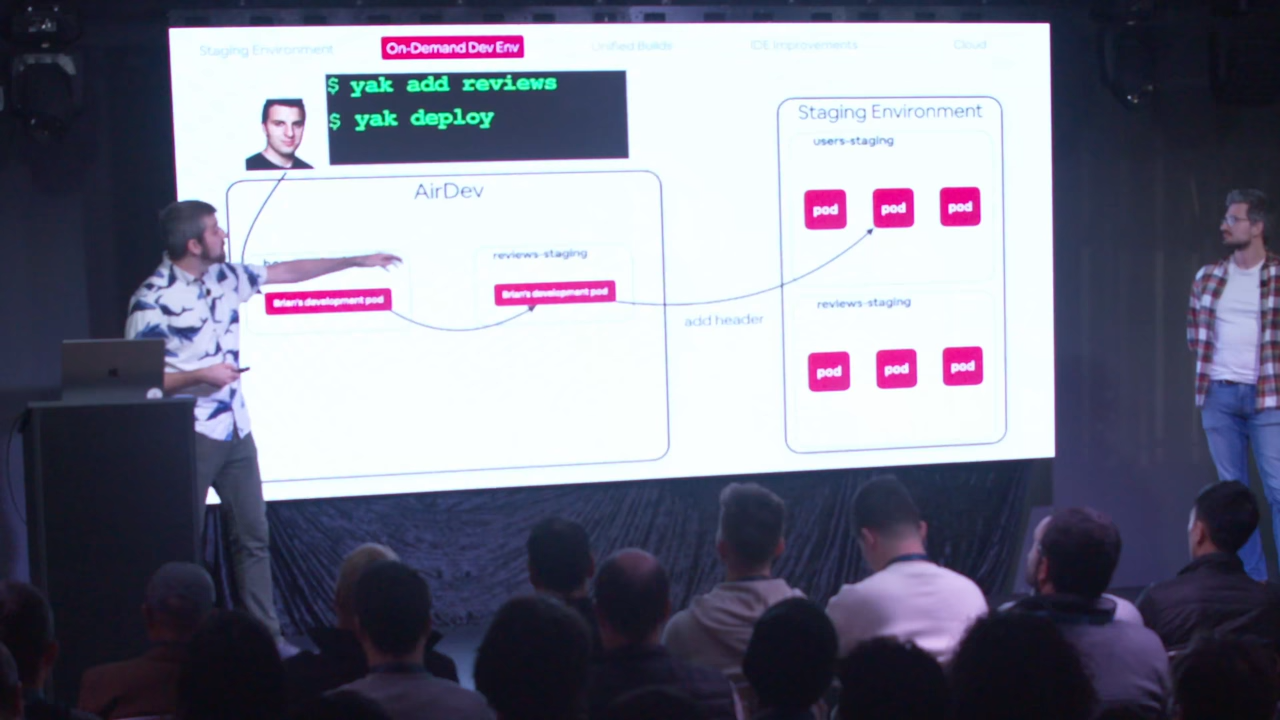 Staging Environment
On-Demand Dev Env
Unified Builds
IDE Improvements
Cloud
$ yak add reviews
$ yak deploy
AirDev
Brian's development pod
reviews-staging
Brian's development pod
add header
Staging Environment
users-staging
pod
pod
pod
reviews-staging
pod
pod
pod